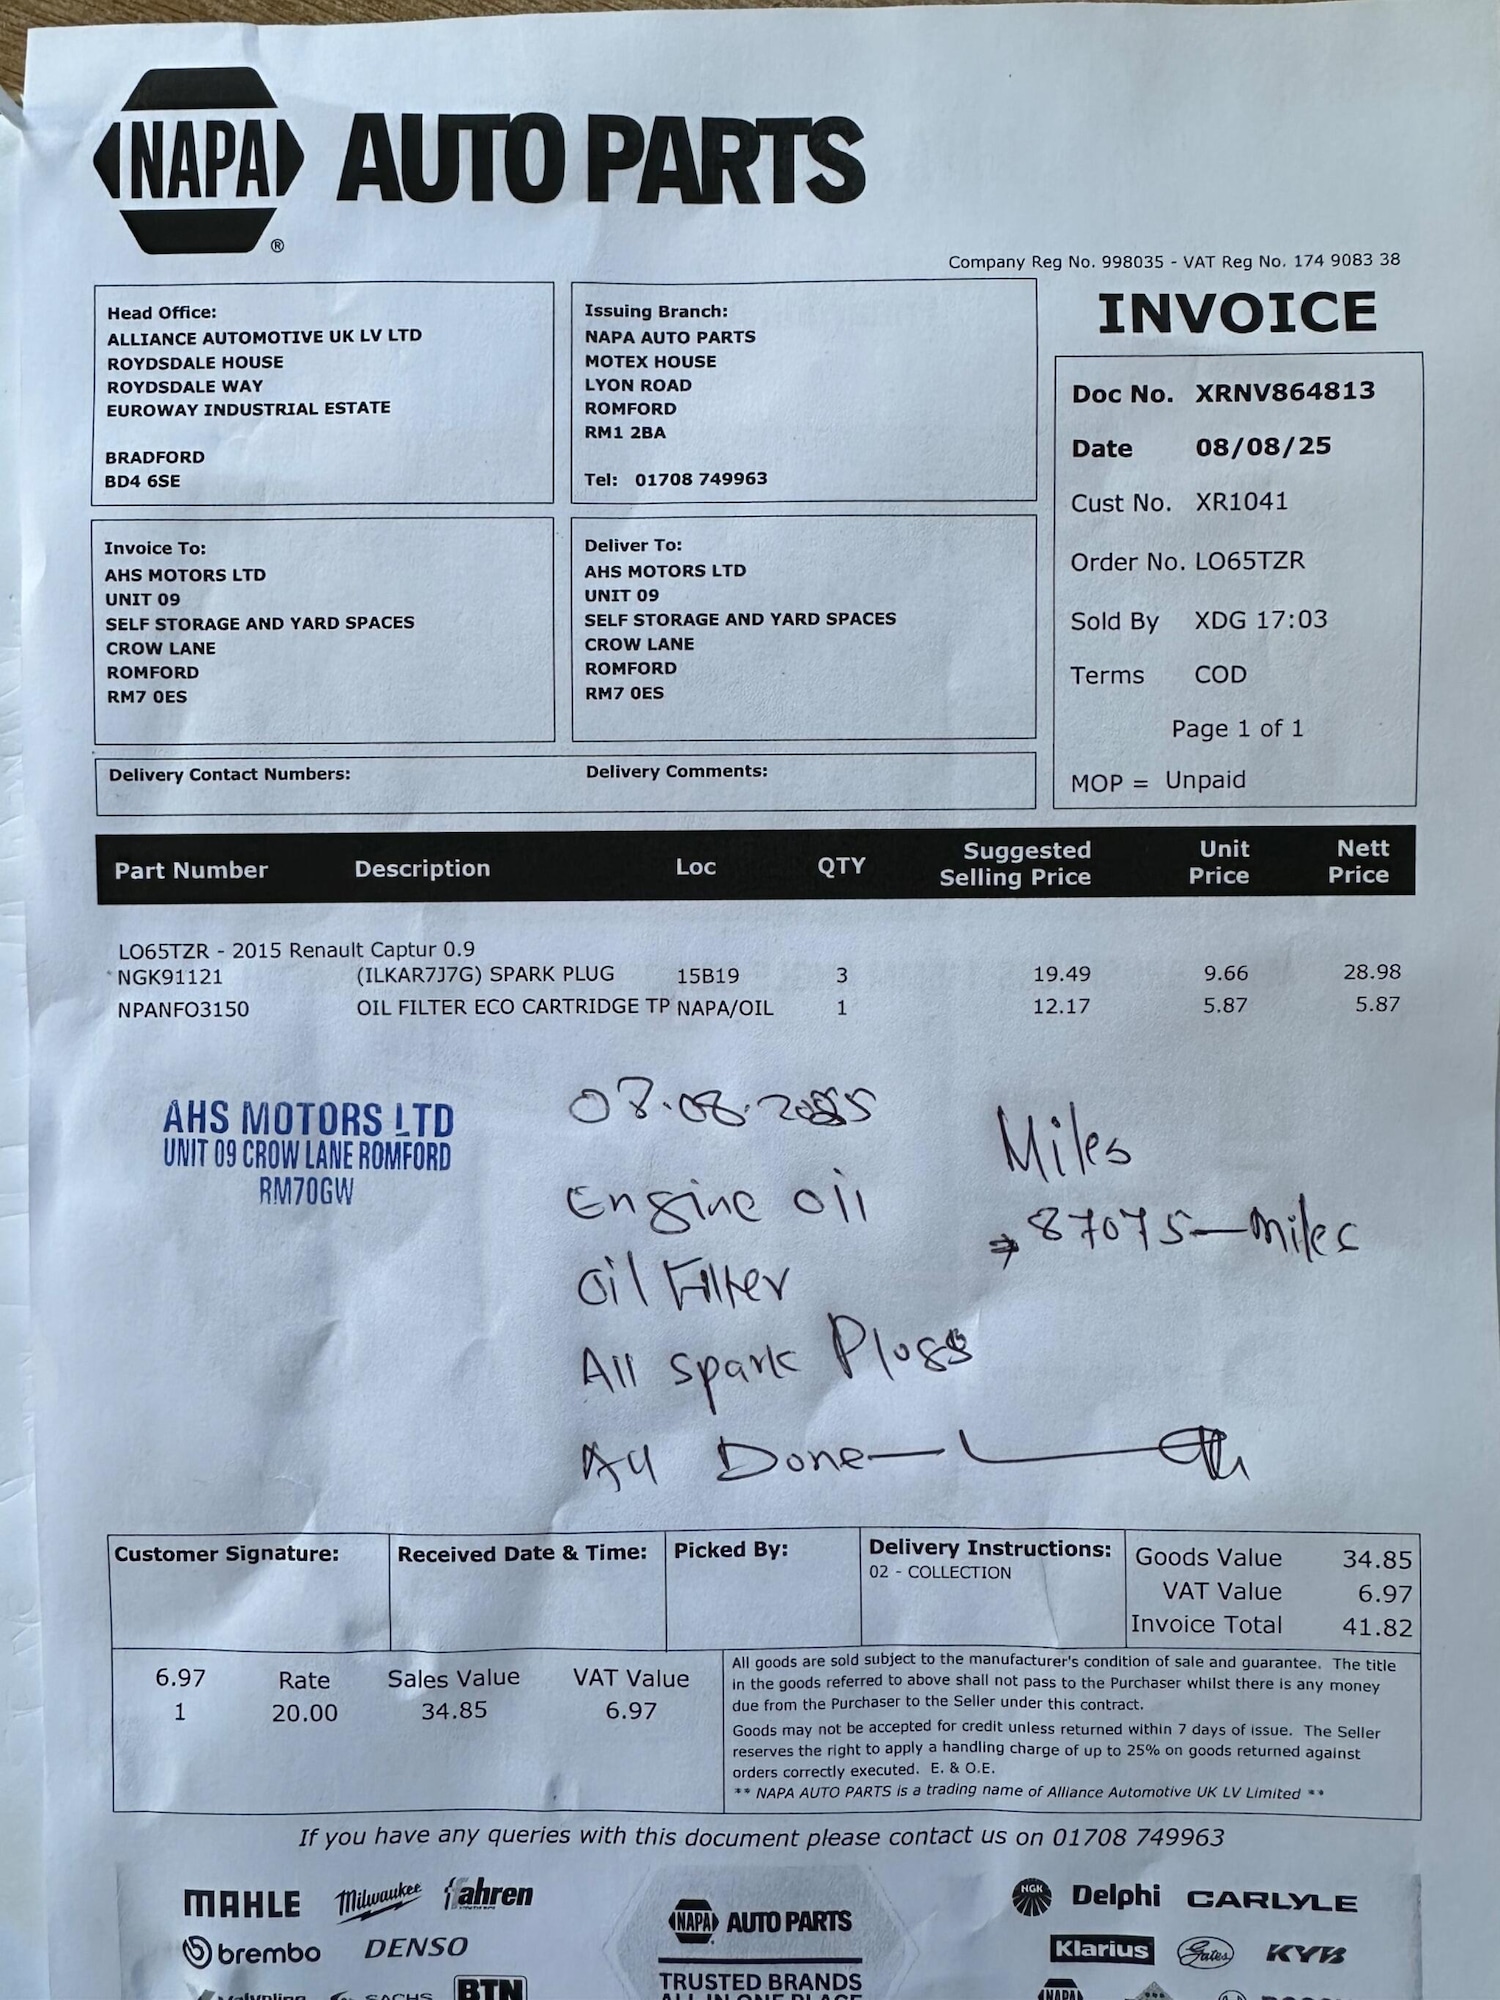 NAPA AUTO PARTS
®
Company Reg No. 998035 - VAT Reg No. 174 9083 38
INVOICE
Head Office:
ALLIANCE AUTOMOTIVE UK LV LTD
ROYDSDALE HOUSE
ROYDSDALE WAY
EUROWAY INDUSTRIAL ESTATE
BRADFORD
BD4 6SE
Issuing Branch:
NAPA AUTO PARTS
MOTEX HOUSE
LYON ROAD
ROMFORD
RM1 2BA
Tel: 01708 749963
Doc No. XRNV864813
Date 08/08/25
Cust No. XR1041
Order No. LO65TZR
Sold By XDG 17:03
Terms COD
Page 1 of 1
MOP = Unpaid
Invoice To:
AHS MOTORS LTD
UNIT 09
SELF STORAGE AND YARD SPACES
CROW LANE
ROMFORD
RM7 0ES
Deliver To:
AHS MOTORS LTD
UNIT 09
SELF STORAGE AND YARD SPACES
CROW LANE
ROMFORD
RM7 0ES
Delivery Contact Numbers: Delivery Comments:
Part Number Description Loc QTY Suggested Selling Price Unit Price Nett Price
LO65TZR - 2015 Renault Captur 0.9
NGK91121 (ILKAR7J7G) SPARK PLUG 15B19 3 19.49 9.66 28.98
NPANFO3150 OIL FILTER ECO CARTRIDGE TP NAPA/OIL 1 12.17 5.87 5.87
AHS MOTORS LTD
UNIT 09 CROW LANE ROMFORD
RM70GW
Miles
87075-Miles
Engine oil
Oil Filter
All spark Plugs
All Done
Customer Signature: Received Date & Time: Picked By: Delivery Instructions:
02 - COLLECTION
Goods Value 34.85
VAT Value 6.97
Invoice Total 41.82
6.97 Rate Sales Value VAT Value
1 20.00 34.85 6.97
All goods are sold subject to the manufacturer's condition of sale and guarantee. The title
in the goods referred to above shall not pass to the Purchaser whilst there is any money
due from the Purchaser to the Seller under this contract.
Goods may not be accepted for credit unless returned within 7 days of issue. The Seller
reserves the right to apply a handling charge of up to 25% on goods returned against
orders correctly executed. E. & O.E.
** NAPA AUTO PARTS is a trading name of Alliance Automotive UK LV Limited **
If you have any queries with this document please contact us on 01708 749963
MAHLE Milwaukee fahren
brembo DENSO
SACHS BTN
NAPA AUTO PARTS
TRUSTED BRANDS
ALL IN ONE PLACE
NGK Delphi CARLYLE
Klarius Gates KYB
NAPA